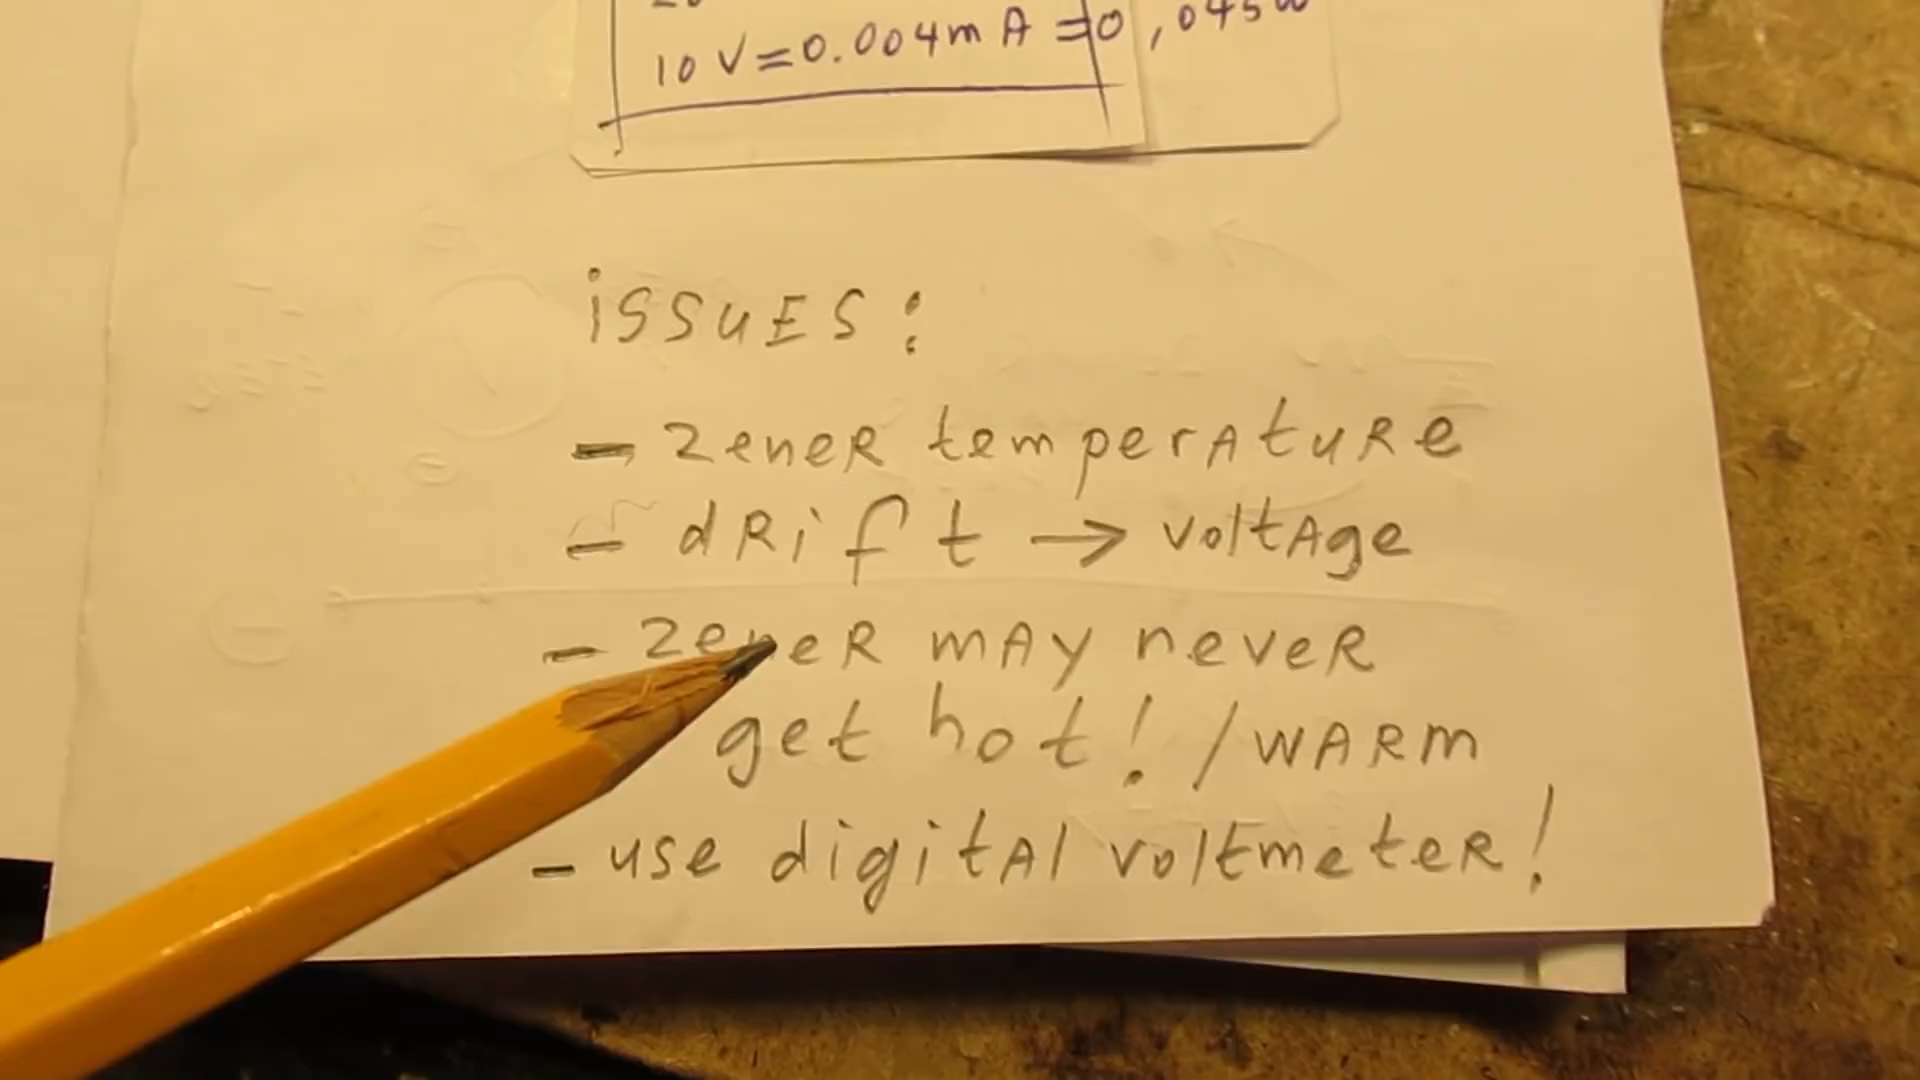 10 V = 0.004 mA = 0,045W
issues:
- zener temperature
- drift → voltage
- zener may never
get hot! / warm
- use digital voltmeter!